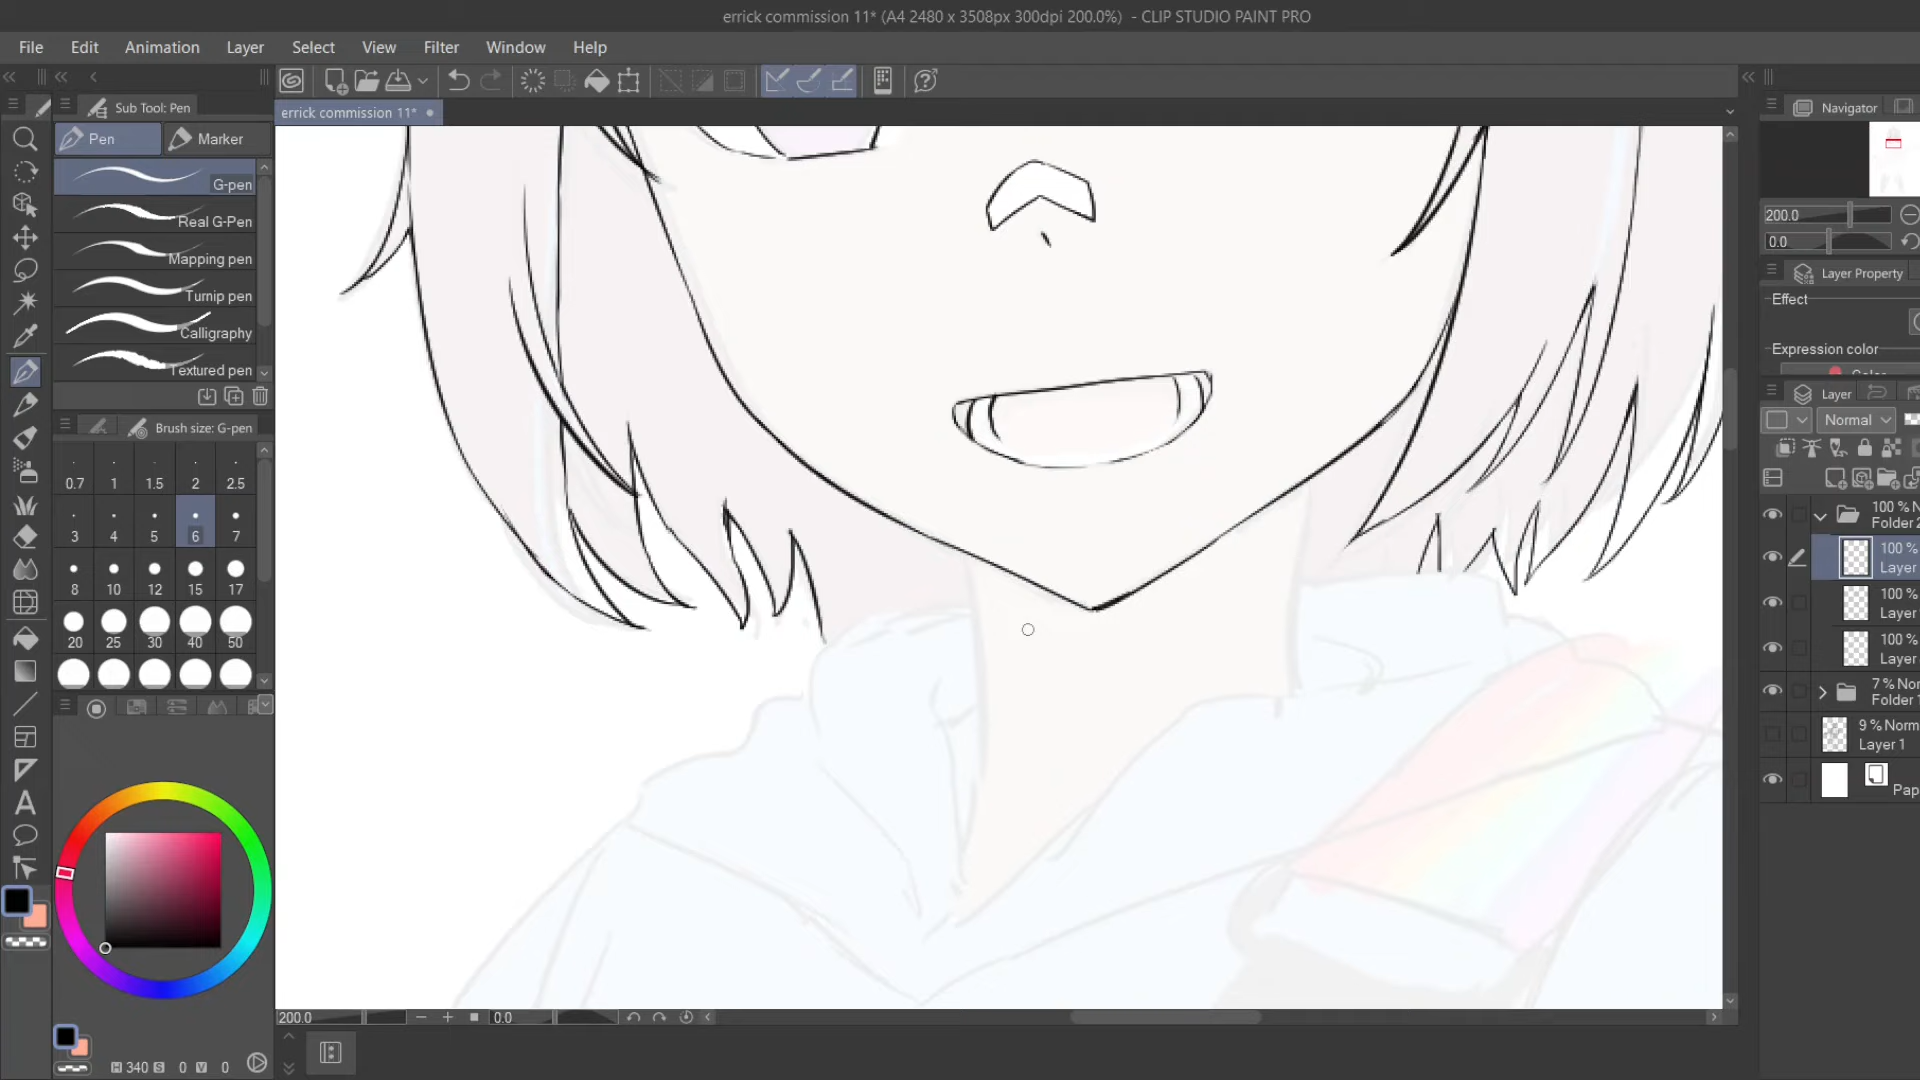 errick commission 11* (A4 2480 x 3508px 300dpi 200.0%) - CLIP STUDIO PAINT PRO
File Edit Animation Layer Select View Filter Window Help
Sub Tool: Pen
errick commission 11*
Navigator
Pen Marker
G-pen
Real G-Pen
Mapping pen
Turnip pen
Calligraphy
Textured pen
Brush size: G-pen
0.7 1 1.5 2 2.5
3 4 5 6 7
8 10 12 15 17
20 25 30 40 50
H 340 S 0 V 0
200.0 0.0
200.0
0.0
Layer Property
Effect
Expression color
Layer
Normal
100 % N
Folder 2
100 %
Layer
100 %
Layer
100 %
Layer
7 % Nor
Folder 1
9 % Norm
Layer 1
Pap